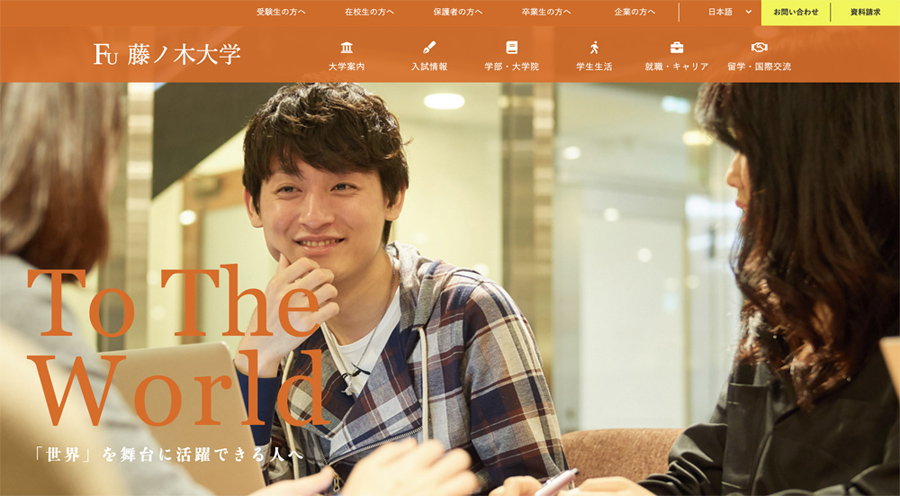 受験生の方へ
在校生の方へ
保護者の方へ
卒業生の方へ
企業の方へ
日本語
お問い合わせ
資料請求
FU 藤ノ木大学
大学案内
入試情報
学部・大学院
学生生活
就職・キャリア
留学・国際交流
To The
World
「世界」を舞台に活躍できる人へ